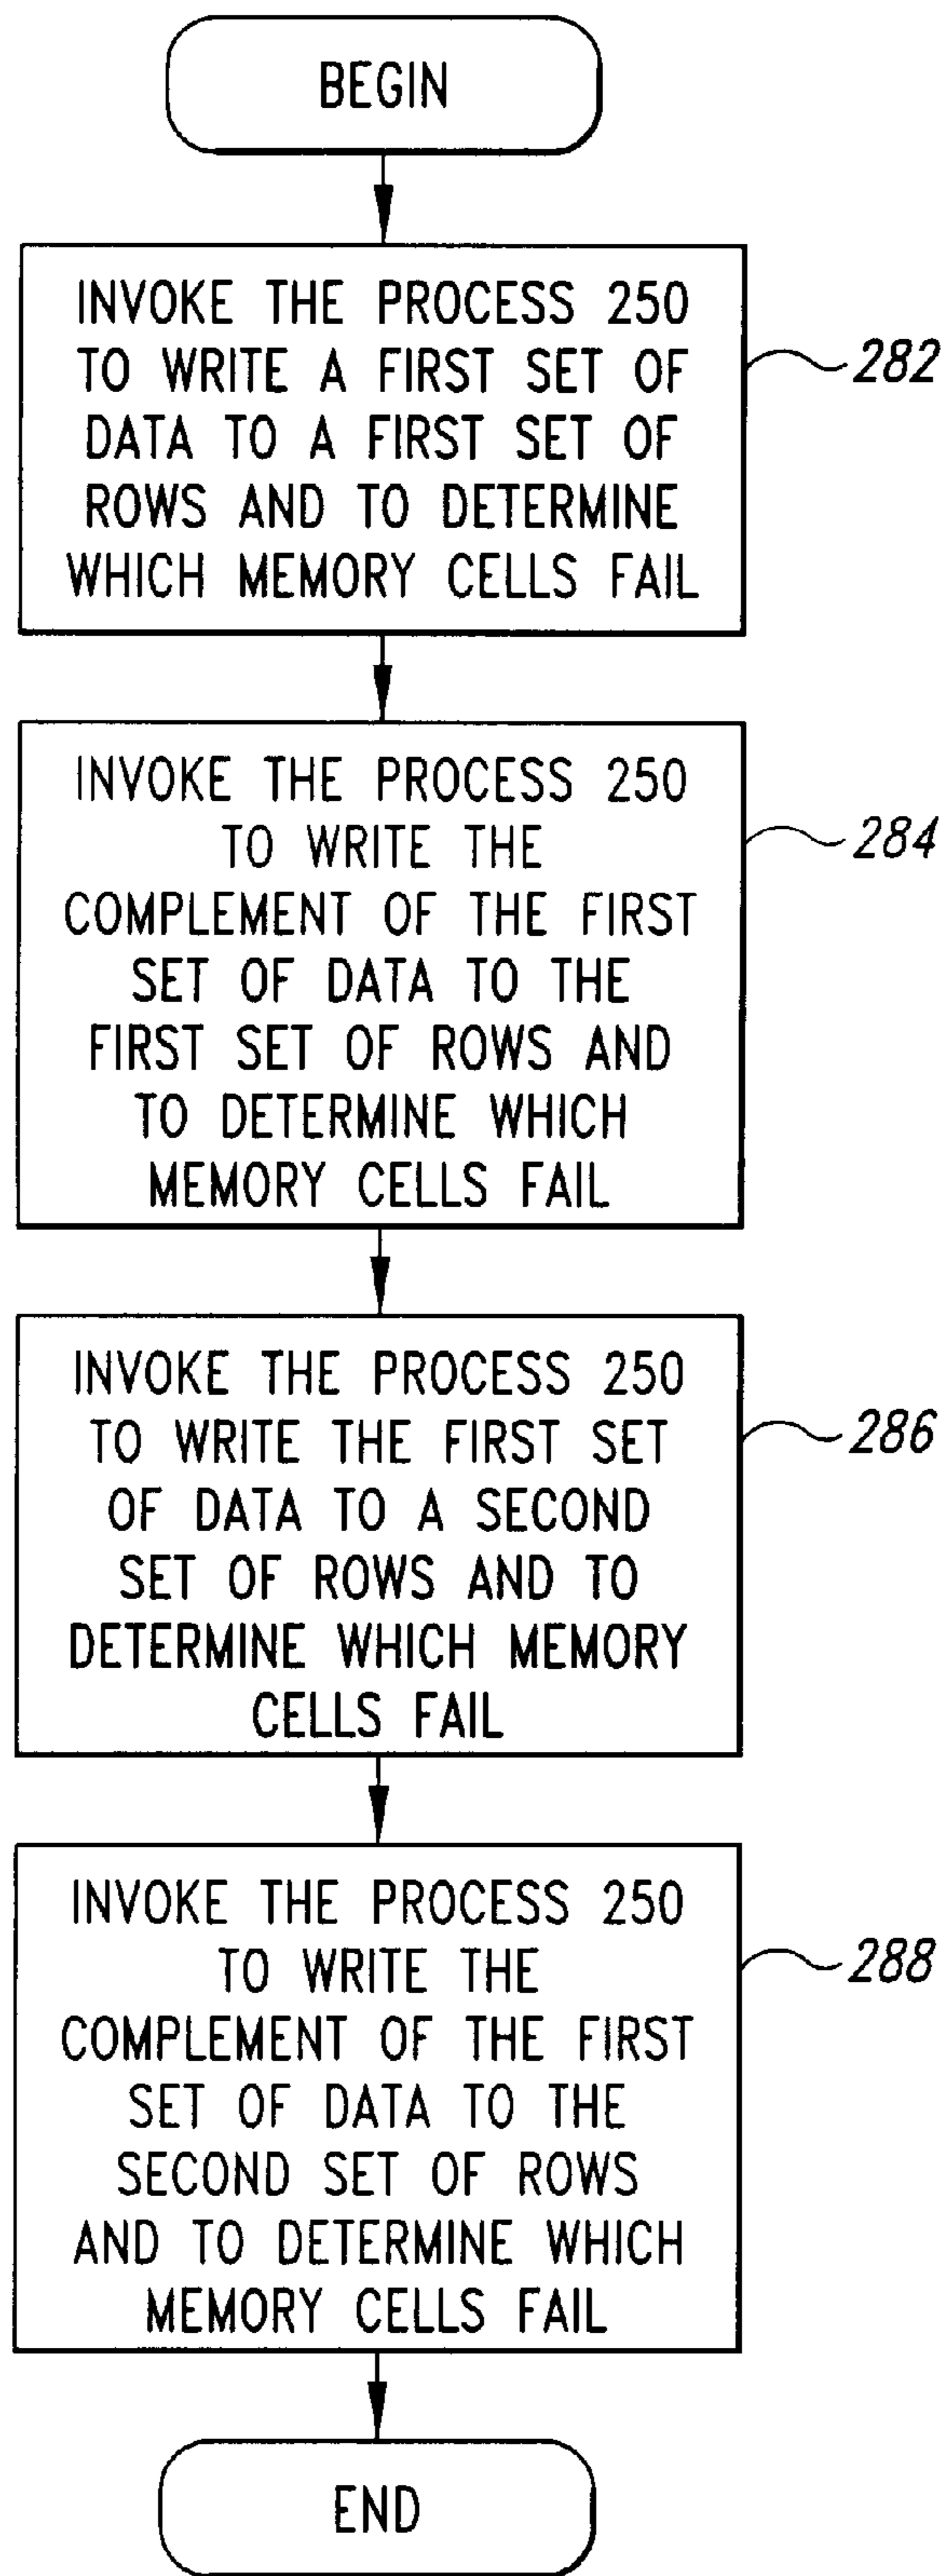 BEGIN
INVOKE THE PROCESS 250
TO WRITE A FIRST SET OF
DATA TO A FIRST SET OF
ROWS AND TO DETERMINE
WHICH MEMORY CELLS FAIL
282
INVOKE THE PROCESS 250
TO WRITE THE
COMPLEMENT OF THE FIRST
SET OF DATA TO THE
FIRST SET OF ROWS AND
TO DETERMINE WHICH
MEMORY CELLS FAIL
284
INVOKE THE PROCESS 250
TO WRITE THE FIRST SET
OF DATA TO A SECOND
SET OF ROWS AND TO
DETERMINE WHICH MEMORY
CELLS FAIL
286
INVOKE THE PROCESS 250
TO WRITE THE
COMPLEMENT OF THE FIRST
SET OF DATA TO THE
SECOND SET OF ROWS
AND TO DETERMINE WHICH
MEMORY CELLS FAIL
288
END